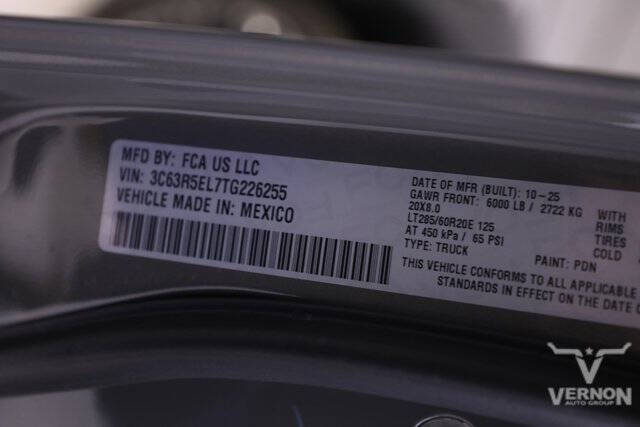 MFD BY: FCA US LLC
VIN: 3C63R5EL7TG226255
VEHICLE MADE IN: MEXICO
DATE OF MFR (BUILT): 10-25
GAWR FRONT: 6000 LB / 2722 KG WITH
20X8.0 RIMS
LT285/60R20E 125 TIRES
AT 450 kPa / 65 PSI COLD
TYPE: TRUCK PAINT: PDN
THIS VEHICLE CONFORMS TO ALL APPLICABLE
STANDARDS IN EFFECT ON THE DATE O
VERNON
AUTO GROUP